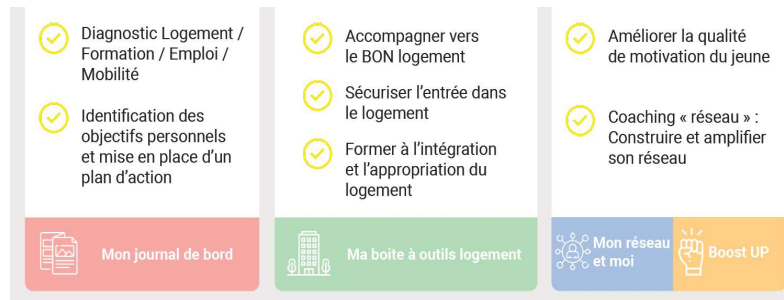 Diagnostic Logement /
Formation / Emploi /
Mobilité
Identification des
objectifs personnels
et mise en place d'un
plan d'action
Mon journal de bord
Accompagner vers
le BON logement
Sécuriser l'entrée dans
le logement
Former à l'intégration
et l'appropriation du
logement
Ma boite à outils logement
Améliorer la qualité
de motivation du jeune
Coaching « réseau » :
Construire et amplifier
son réseau
Mon réseau
et moi
Boost UP